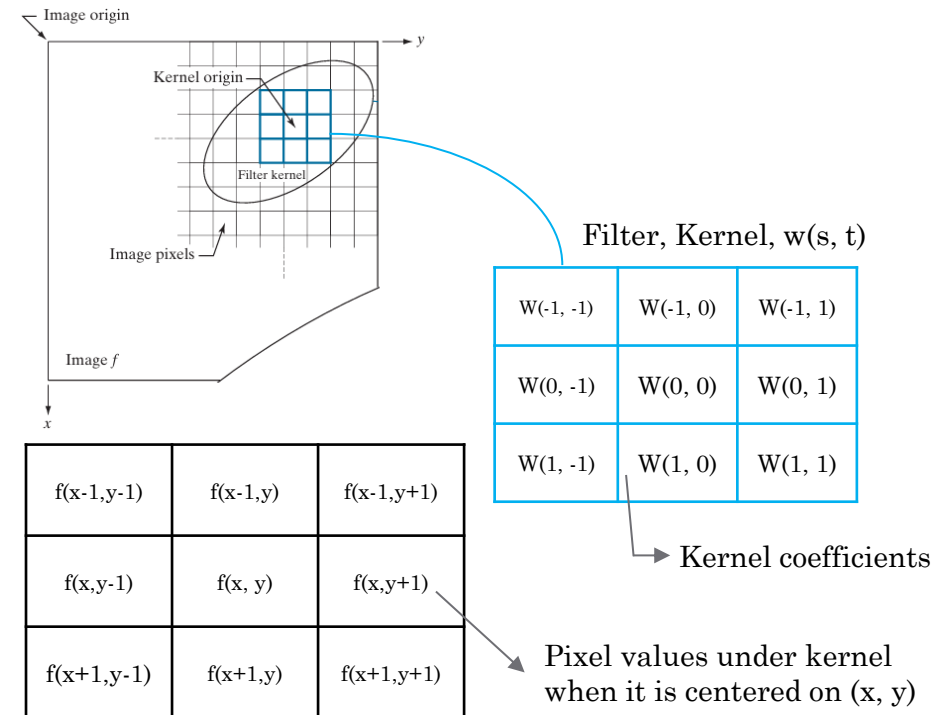 Image origin
y
Kernel origin
Filter kernel
Image pixels
Image f
x
Filter, Kernel, w(s, t)
W(-1, -1) W(-1, 0) W(-1, 1)
W(0, -1) W(0, 0) W(0, 1)
W(1, -1) W(1, 0) W(1, 1)
Kernel coefficients
f(x-1,y-1) f(x-1,y) f(x-1,y+1)
f(x,y-1) f(x, y) f(x,y+1)
f(x+1,y-1) f(x+1,y) f(x+1,y+1)
Pixel values under kernel
when it is centered on (x, y)